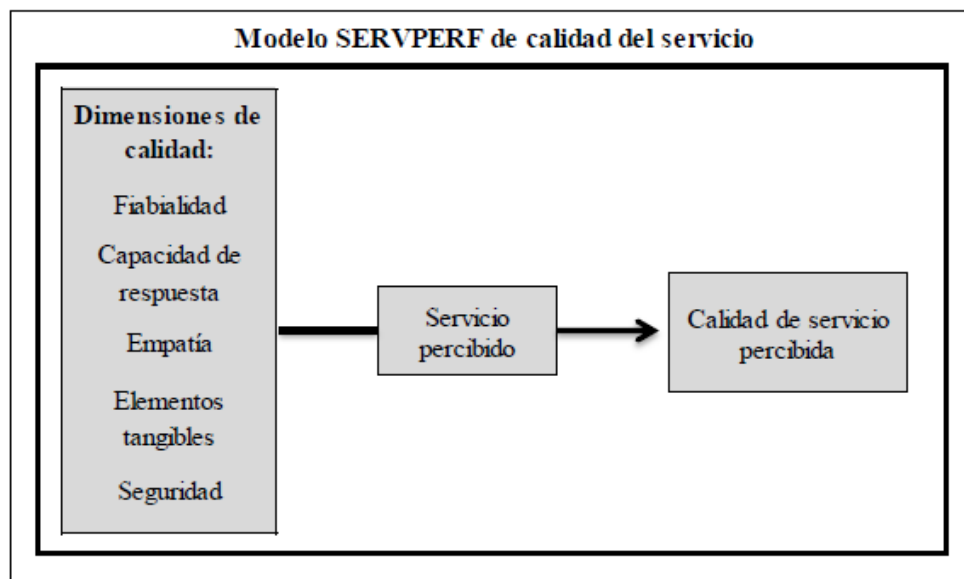 Modelo SERVPERF de calidad del servicio
Dimensiones de
calidad:
Fiabialidad
Capacidad de
respuesta
Empatía
Elementos
tangibles
Seguridad
Servicio
percibido
Calidad de servicio
percibida